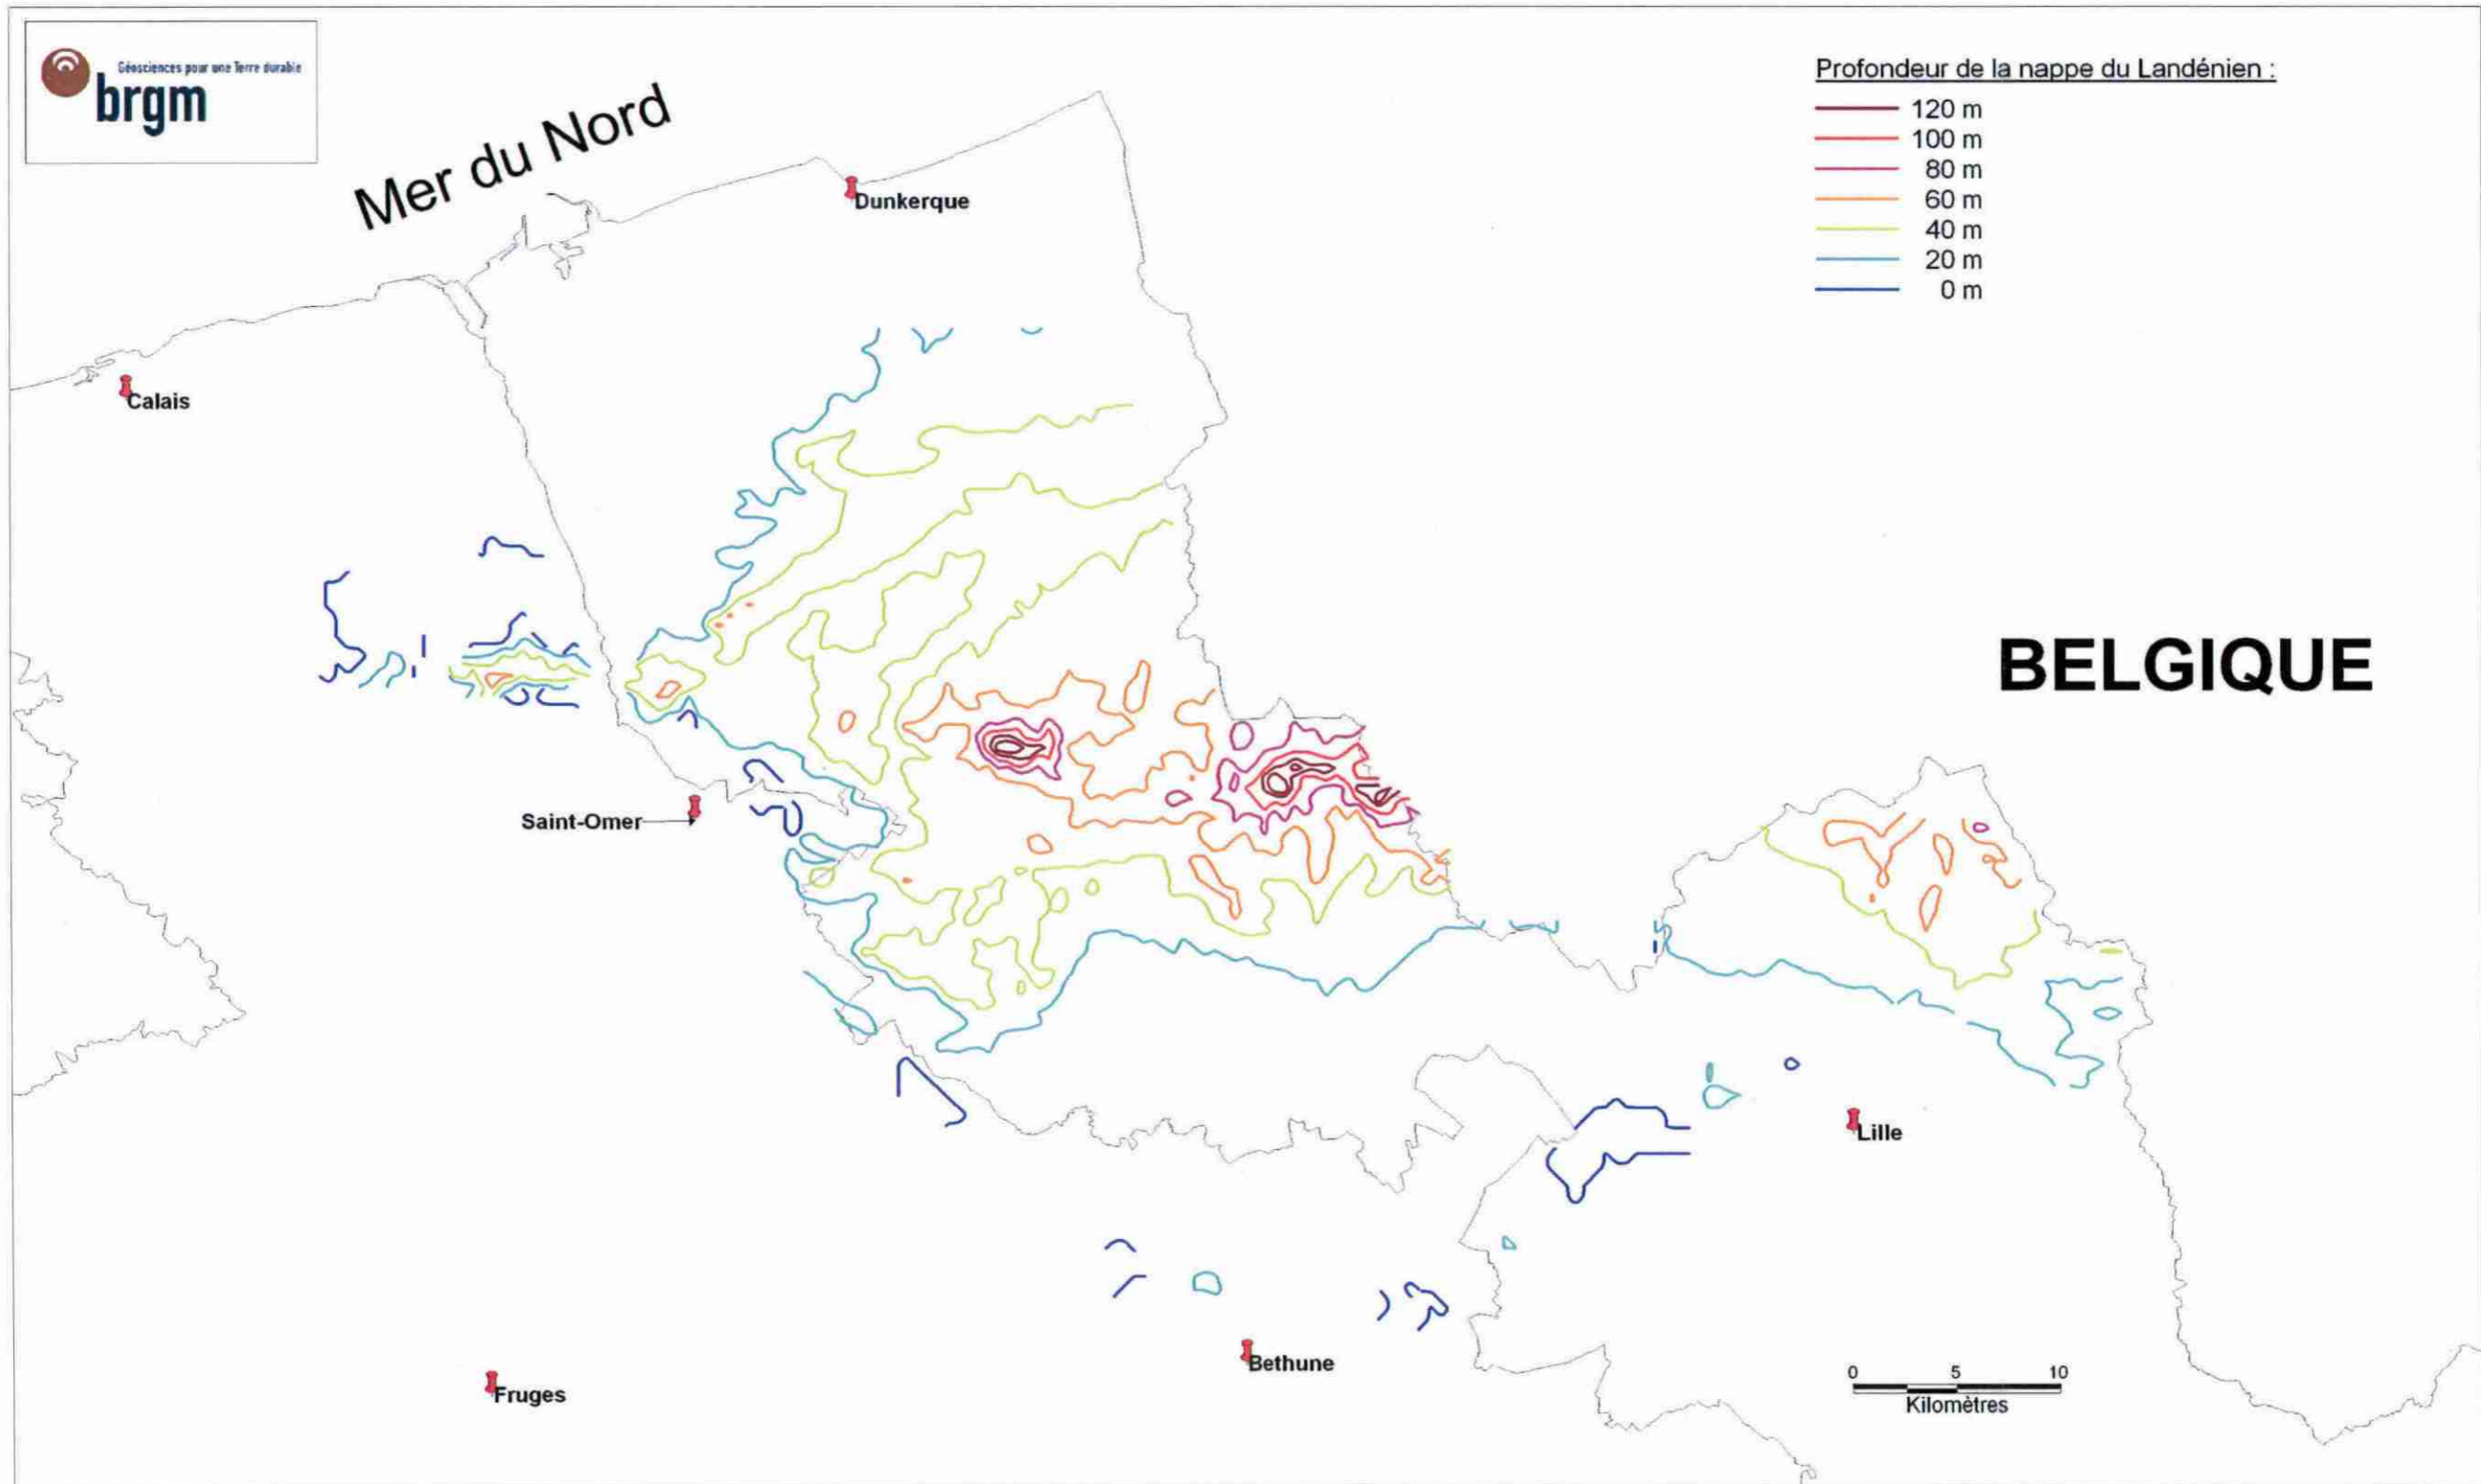 Géosciences pour une Terre durable
brgm
Mer du Nord
Profondeur de la nappe du Landénien :
120 m
100 m
80 m
60 m
40 m
20 m
0 m
Dunkerque
Calais
BELGIQUE
Saint-Omer
Lille
Bethune
Fruges
0 5 10
Kilomètres